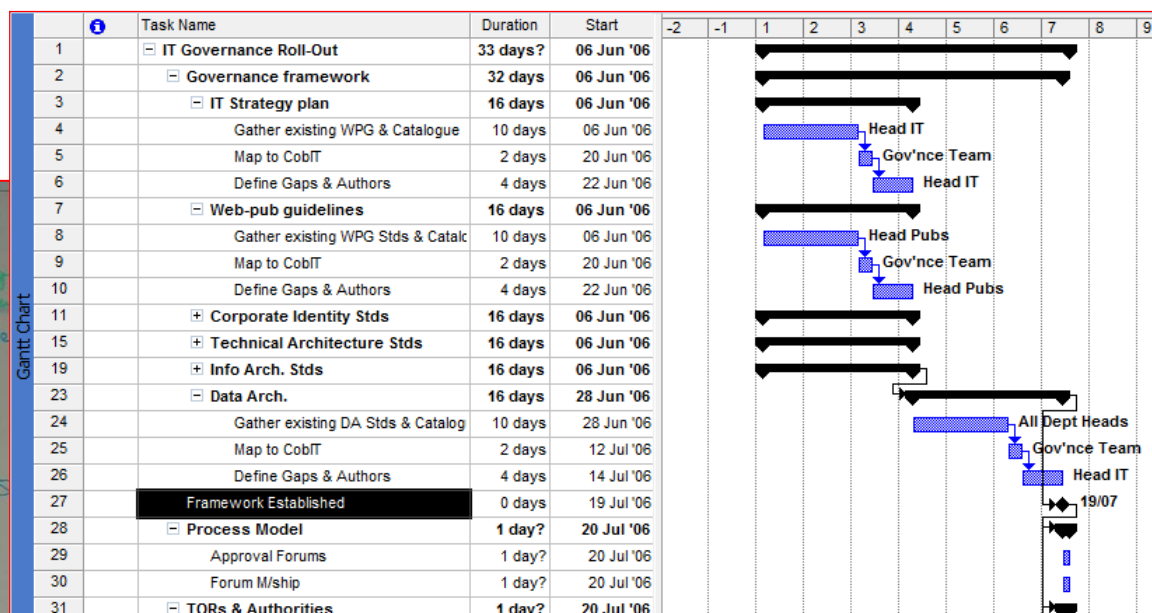 Task Name Duration Start -2 -1 1 2 3 4 5 6 7 8 9
1 IT Governance Roll-Out 33 days? 06 Jun '06
2 Governance framework 32 days 06 Jun '06
3 IT Strategy plan 16 days 06 Jun '06
4 Gather existing WPG & Catalogue 10 days 06 Jun '06 Head IT
5 Map to CobIT 2 days 20 Jun '06 Gov'nce Team
6 Define Gaps & Authors 4 days 22 Jun '06 Head IT
7 Web-pub guidelines 16 days 06 Jun '06
8 Gather existing WPG Stds & Catalo 10 days 06 Jun '06 Head Pubs
9 Map to CobIT 2 days 20 Jun '06 Gov'nce Team
10 Define Gaps & Authors 4 days 22 Jun '06 Head Pubs
11 Corporate Identity Stds 16 days 06 Jun '06
15 Technical Architecture Stds 16 days 06 Jun '06
19 Info Arch. Stds 16 days 06 Jun '06
23 Data Arch. 16 days 28 Jun '06
24 Gather existing DA Stds & Catalog 10 days 28 Jun '06 All Dept Heads
25 Map to CobIT 2 days 12 Jul '06 Gov'nce Team
26 Define Gaps & Authors 4 days 14 Jul '06 Head IT
27 Framework Established 0 days 19 Jul '06 19/07
28 Process Model 1 day? 20 Jul '06
29 Approval Forums 1 day? 20 Jul '06
30 Forum M/ship 1 day? 20 Jul '06
31 TORs & Authorities 1 day? 20 Jul '06
Gantt Chart